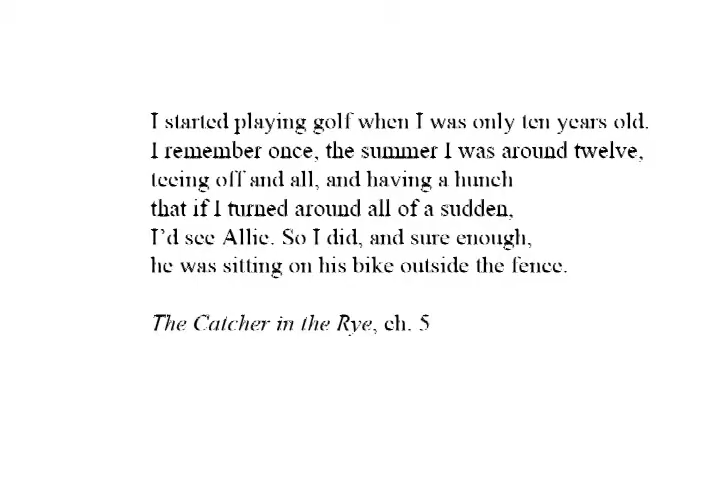 I started playing golf when I was only ten years old.
I remember once, the summer I was around twelve,
teeing off and all, and having a hunch
that if I turned around all of a sudden,
I'd see Allie. So I did, and sure enough,
he was sitting on his bike outside the fence.
The Catcher in the Rye, ch. 5